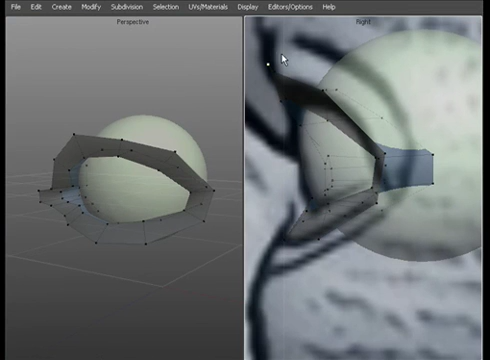 File Edit Create Modify Subdivision Selection UVs/Materials Display Editors/Options Help
Perspective Right